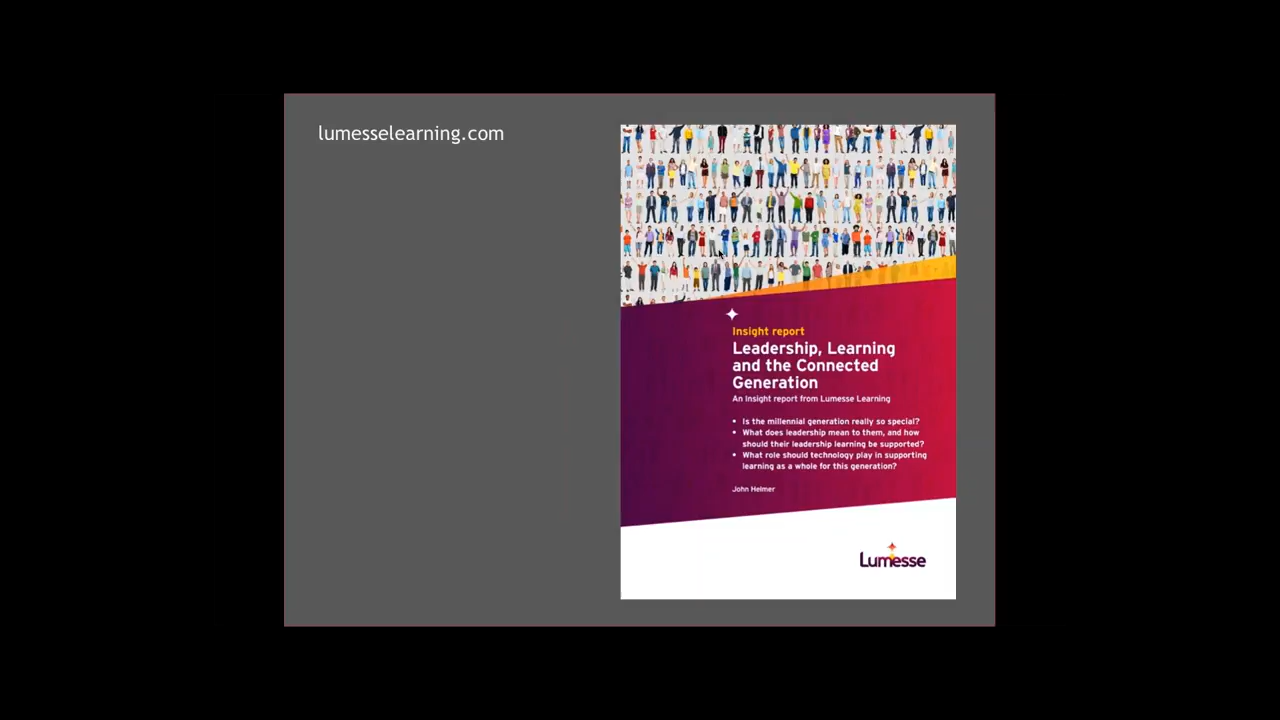 lumesselearning.com
Insight report
Leadership, Learning
and the Connected
Generation
An Insight report from Lumesse Learning
• Is the millennial generation really so special?
• What does leadership mean to them, and how
should their leadership learning be supported?
• What role should technology play in supporting
learning as a whole for this generation?
John Helmer
Lumesse